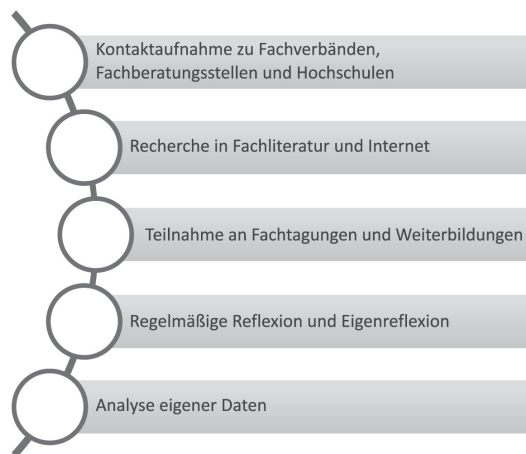 Kontaktaufnahme zu Fachverbänden,
Fachberatungsstellen und Hochschulen
Recherche in Fachliteratur und Internet
Teilnahme an Fachtagungen und Weiterbildungen
Regelmäßige Reflexion und Eigenreflexion
Analyse eigener Daten